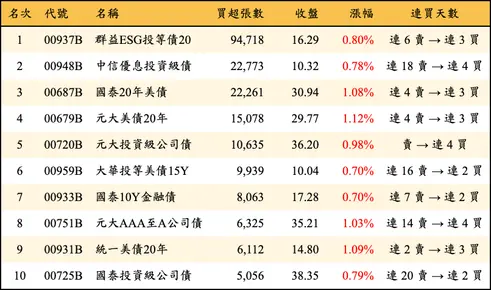 名次 代號 名稱 買超張數 收盤 漲幅 連買天數
1 00937B 群益ESG投等債20 94,718 16.29 0.80% 連 6 賣 → 連 3 買
2 00948B 中信優息投資級債 22,773 10.32 0.78% 連 18 賣 → 連 4 買
3 00687B 國泰20年美債 22,261 30.94 1.08% 連 4 賣 → 連 3 買
4 00679B 元大美債20年 15,078 29.77 1.12% 連 4 賣 → 連 3 買
5 00720B 元大投資級公司債 10,635 36.20 0.98% 賣 → 連 4 買
6 00959B 大華投等美債15Y 9,939 10.04 0.70% 連 16 賣 → 連 2 買
7 00933B 國泰10Y金融債 8,063 17.28 0.70% 連 7 賣 → 連 2 買
8 00751B 元大AAA至A公司債 6,325 35.21 1.03% 連 14 賣 → 連 4 買
9 00931B 統一美債20年 6,112 14.80 1.09% 連 2 賣 → 連 3 買
10 00725B 國泰投資級公司債 5,056 38.35 0.79% 連 20 賣 → 連 2 買